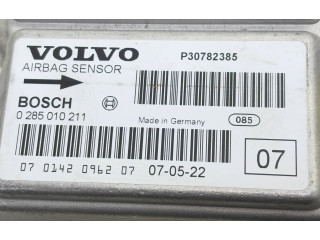 VOLVO P30782385
AIRBAG SENSOR
BOSCH
0 285 010 211 Made in Germany 085
07
07 0142 0962 07 07-05-22